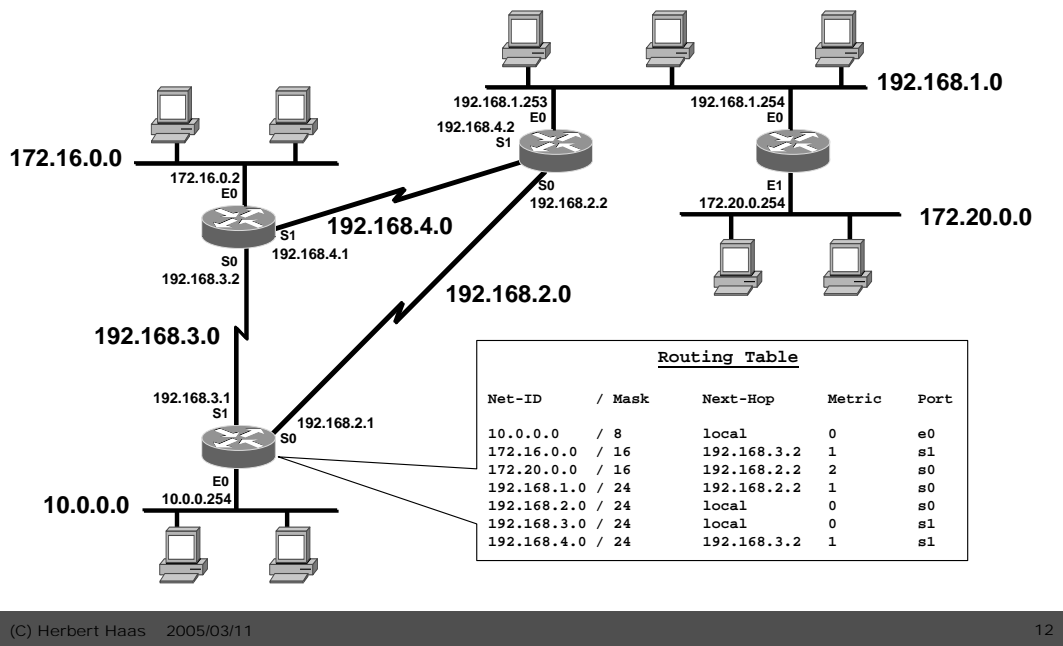 192.168.1.0
192.168.1.253
E0
192.168.1.254
E0
192.168.4.2
S1
172.16.0.0
172.16.0.2
E0
S0
192.168.2.2
E1
172.20.0.254
172.20.0.0
192.168.4.0
S1
192.168.4.1
S0
192.168.3.2
192.168.2.0
192.168.3.0
192.168.3.1
S1
192.168.2.1
S0
E0
10.0.0.254
10.0.0.0
Routing Table
Net-ID / Mask Next-Hop Metric Port
10.0.0.0 / 8 local 0 e0
172.16.0.0 / 16 192.168.3.2 1 s1
172.20.0.0 / 16 192.168.2.2 2 s0
192.168.1.0 / 24 192.168.2.2 1 s0
192.168.2.0 / 24 local 0 s0
192.168.3.0 / 24 local 0 s1
192.168.4.0 / 24 192.168.3.2 1 s1
(C) Herbert Haas 2005/03/11
12